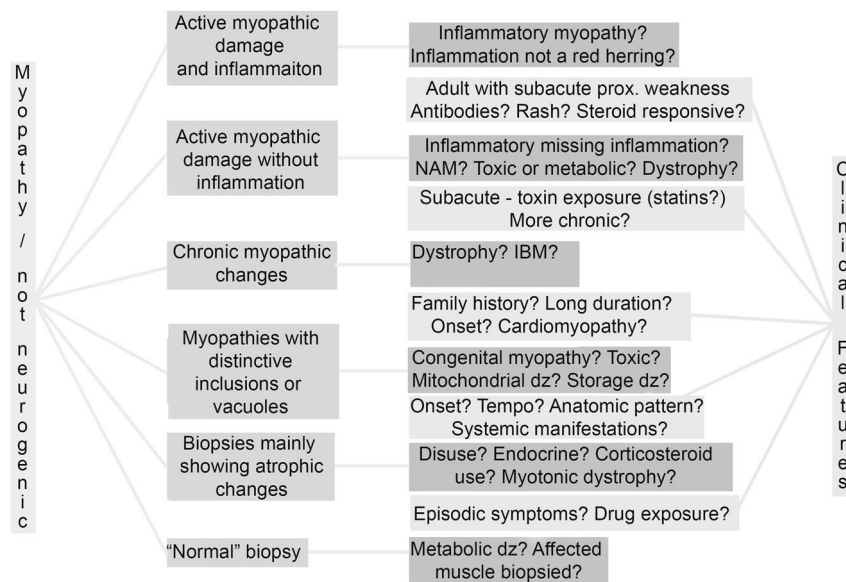 Myopathy / not neurogenic
Active myopathic
damage
and inflammaiton
Inflammatory myopathy?
Inflammation not a red herring?
Adult with subacute prox. weakness
Antibodies? Rash? Steroid responsive?
Active myopathic
damage without
inflammation
Inflammatory missing inflammation?
NAM? Toxic or metabolic? Dystrophy?
Subacute - toxin exposure (statins?)
More chronic?
Chronic myopathic
changes
Dystrophy? IBM?
Family history? Long duration?
Onset? Cardiomyopathy?
Myopathies with
distinctive
inclusions or
vacuoles
Congenital myopathy? Toxic?
Mitochondrial dz? Storage dz?
Onset? Tempo? Anatomic pattern?
Systemic manifestations?
Biopsies mainly
showing atrophic
changes
Disuse? Endocrine? Corticosteroid
use? Myotonic dystrophy?
Episodic symptoms? Drug exposure?
“Normal” biopsy
Metabolic dz? Affected
muscle biopsied?
Clinical Features